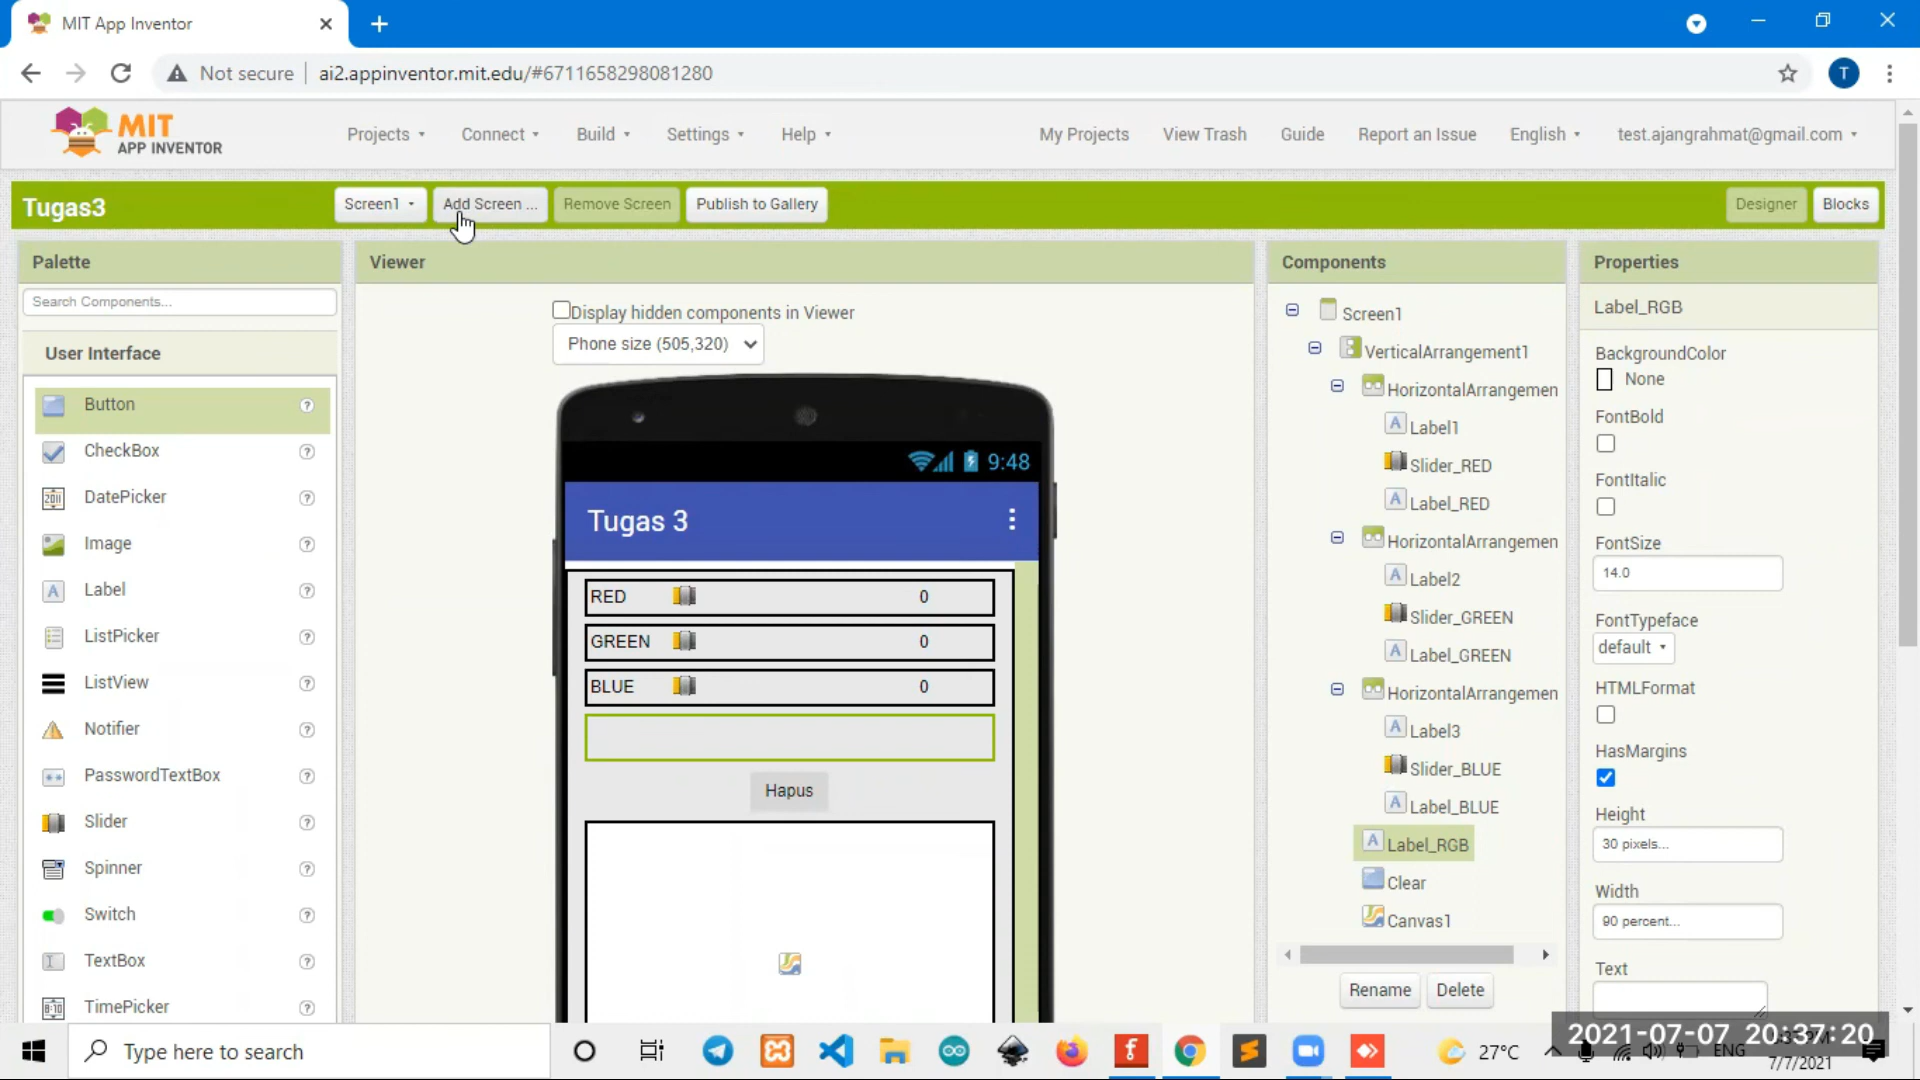 MIT App Inventor
Not secure
ai2.appinventor.mit.edu/#6711658298081280
T
MIT
APP INVENTOR
Projects
Connect
Build
Settings
Help
My Projects
View Trash
Guide
Report an Issue
English
test.ajangrahmat@gmail.com
Tugas3
Screen1
Add Screen ...
Remove Screen
Publish to Gallery
Designer
Blocks
Palette
Search Components...
User Interface
Button
CheckBox
DatePicker
Image
Label
ListPicker
ListView
Notifier
PasswordTextBox
Slider
Spinner
Switch
TextBox
TimePicker
Viewer
Display hidden components in Viewer
Phone size (505,320)
9:48
Tugas 3
RED 0
GREEN 0
BLUE 0
Hapus
Components
Screen1
VerticalArrangement1
HorizontalArrangemen
Label1
Slider_RED
Label_RED
HorizontalArrangemen
Label2
Slider_GREEN
Label_GREEN
HorizontalArrangemen
Label3
Slider_BLUE
Label_BLUE
Label_RGB
Clear
Canvas1
Rename
Delete
Properties
Label_RGB
BackgroundColor
None
FontBold
FontItalic
FontSize
14.0
FontTypeface
default
HTMLFormat
HasMargins
Height
30 pixels...
Width
90 percent...
Text
Type here to search
27°C
ENG
2021-07-07 20:37:20
7/7/2021